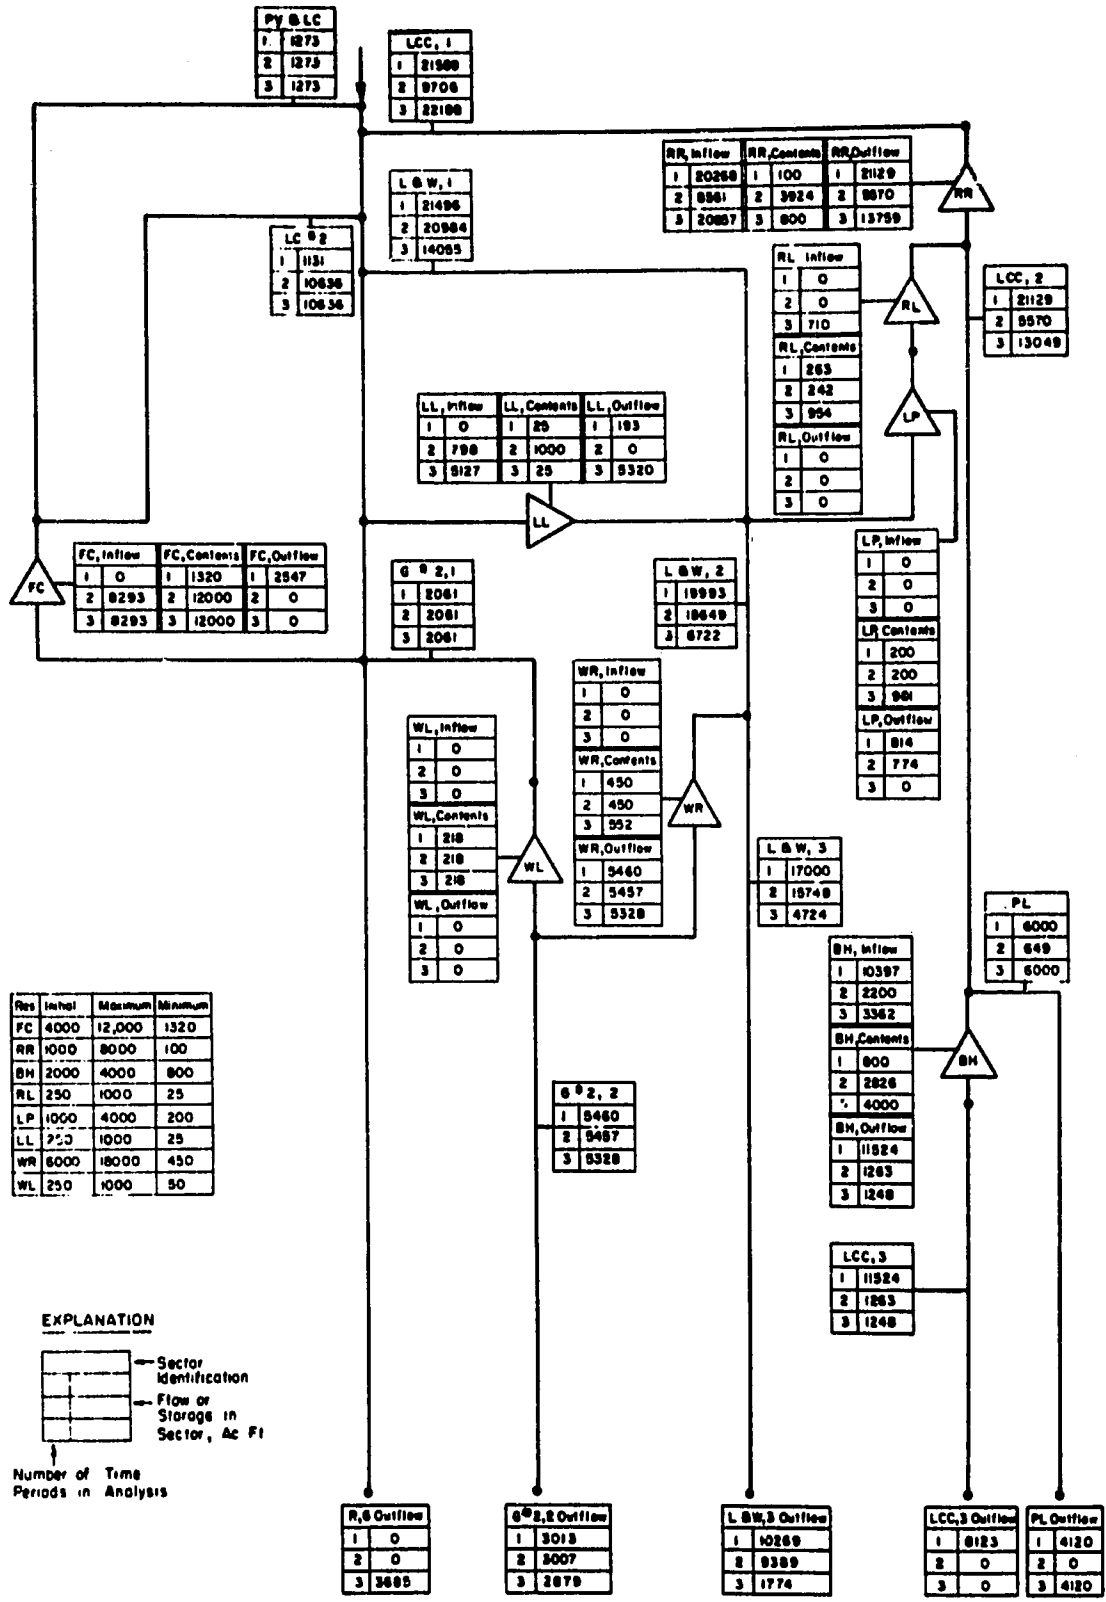 PV & LC
1 1273
2 1273
3 1273
LCC, 1
1 21588
2 9706
3 22188
L & W, 1
1 21496
2 20984
3 14055
LC # 2
1 1131
2 10636
3 10636
RR, Inflow RR, Contents RR, Outflow
1 20268 1 100 1 21129
2 8561 2 3924 2
3 20857 3 800 3 13759
RR
RL Inflow
1 0
2 0
3 710
RL, Contents
1 263
2 242
3 954
RL, Outflow
1 0
2 0
3 0
RL
LCC, 2
1 21129
2 5570
3 13049
LP
LL, Inflow LL, Contents LL, Outflow
1 0 1 25 1 193
2 798 2 1000 2 0
3 5127 3 25 3 5320
LL
FC
FC, Inflow FC, Contents FC, Outflow
1 0 1 1320 1 2547
2 8293 2 12000 2 0
3 8293 3 12000 3 0
G # 2, 1
1 2061
2 2061
3 2061
L & W, 2
1 19993
2 18649
3 6722
LP, Inflow
1 0
2 0
3 0
LP, Contents
1 200
2 200
3 981
LP, Outflow
1 814
2 774
3 0
WR, Inflow
1 0
2 0
3 0
WR, Contents
1 450
2 450
3 552
WR, Outflow
1 5460
2 5457
3 5328
WR
WL, Inflow
1 0
2 0
3 0
WL, Contents
1 218
2 218
3 218
WL, Outflow
1 0
2 0
3 0
WL
L & W, 3
1 17000
2 15748
3 4724
PL
1 6000
2 649
3 6000
BH, Inflow
1 10397
2 2200
3 3362
BH, Contents
1 800
2 2826
4000
BH, Outflow
1 11524
2 1263
3 1248
BH
Res Initial Maximum Minimum
FC 4000 12,000 1320
RR 1000 8000 100
BH 2000 4000 800
RL 250 1000 25
LP 1000 4000 200
LL 250 1000 25
WR 6000 18000 450
WL 250 1000 50
G # 2, 2
1 5460
2 5457
3 5328
LCC, 3
1 11524
2 1263
3 1248
EXPLANATION
Sector
Identification
Flow or
Storage in
Sector, Ac Ft
Number of Time
Periods in Analysis
R, 6 Outflow
1 0
2 0
3 3685
G#2,2 Outflow
1 3013
2 3007
3 2879
L & W, 3 Outflow
1 10269
2 9389
3 1774
LCC, 3 Outflow
1 8123
2 0
3 0
PL Outflow
1 4120
2 0
3 4120